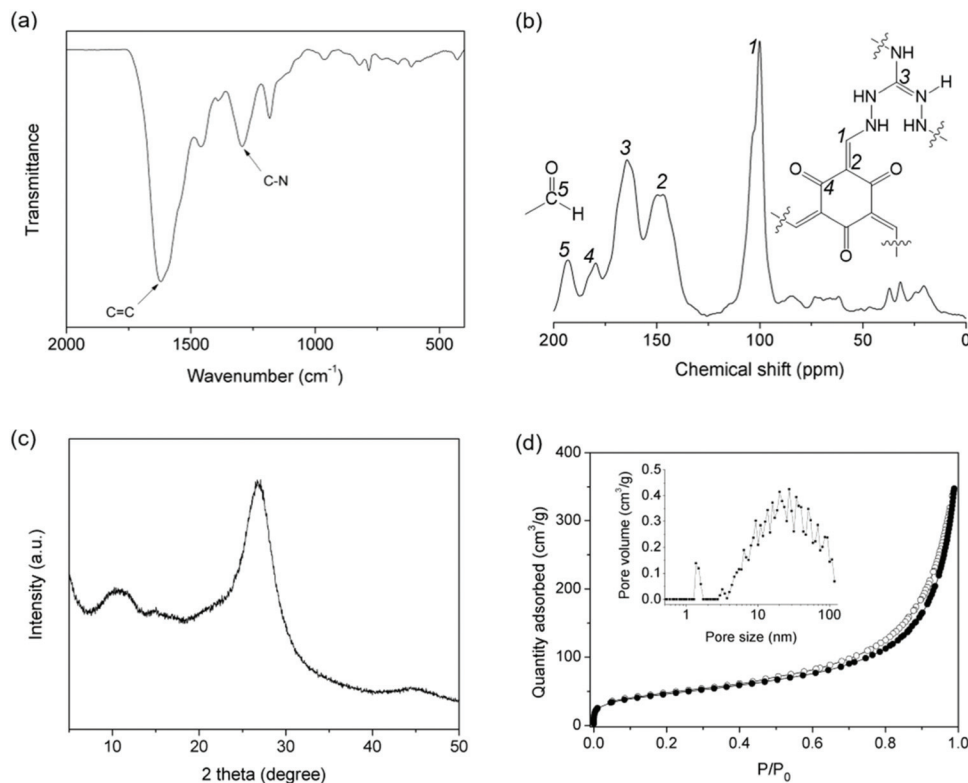 (a)
Transmittance
C-N
C=C
2000
1500
1000
500
Wavenumber (cm⁻¹)
(b)
1
NH
3
NH
N
H
NH
HN
1
2
O
O
4
O
O
5
H
3
2
5
4
200
150
100
50
0
Chemical shift (ppm)
(c)
Intensity (a.u.)
10
20
30
40
50
2 theta (degree)
(d)
Quantity adsorbed (cm³/g)
400
300
200
100
0
0.0
0.2
0.4
0.6
0.8
1.0
P/P₀
Pore volume (cm³/g)
0.5
0.4
0.3
0.2
0.1
0.0
1
10
100
Pore size (nm)